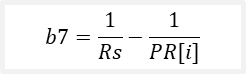 b7 = 1/Rs − 1/PR[i]